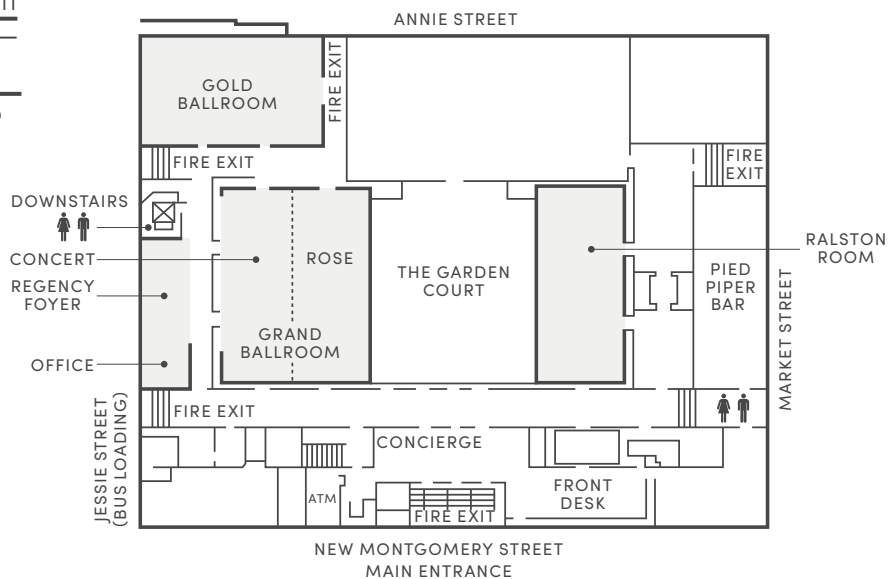 ANNIE STREET
GOLD
BALLROOM
FIRE EXIT
FIRE EXIT
FIRE
EXIT
DOWNSTAIRS
CONCERT
ROSE
REGENCY
FOYER
THE GARDEN
COURT
PIED
PIPER
BAR
RALSTON
ROOM
GRAND
BALLROOM
OFFICE
MARKET STREET
JESSIE STREET
(BUS LOADING)
FIRE EXIT
CONCIERGE
ATM
FIRE EXIT
FRONT
DESK
NEW MONTGOMERY STREET
MAIN ENTRANCE